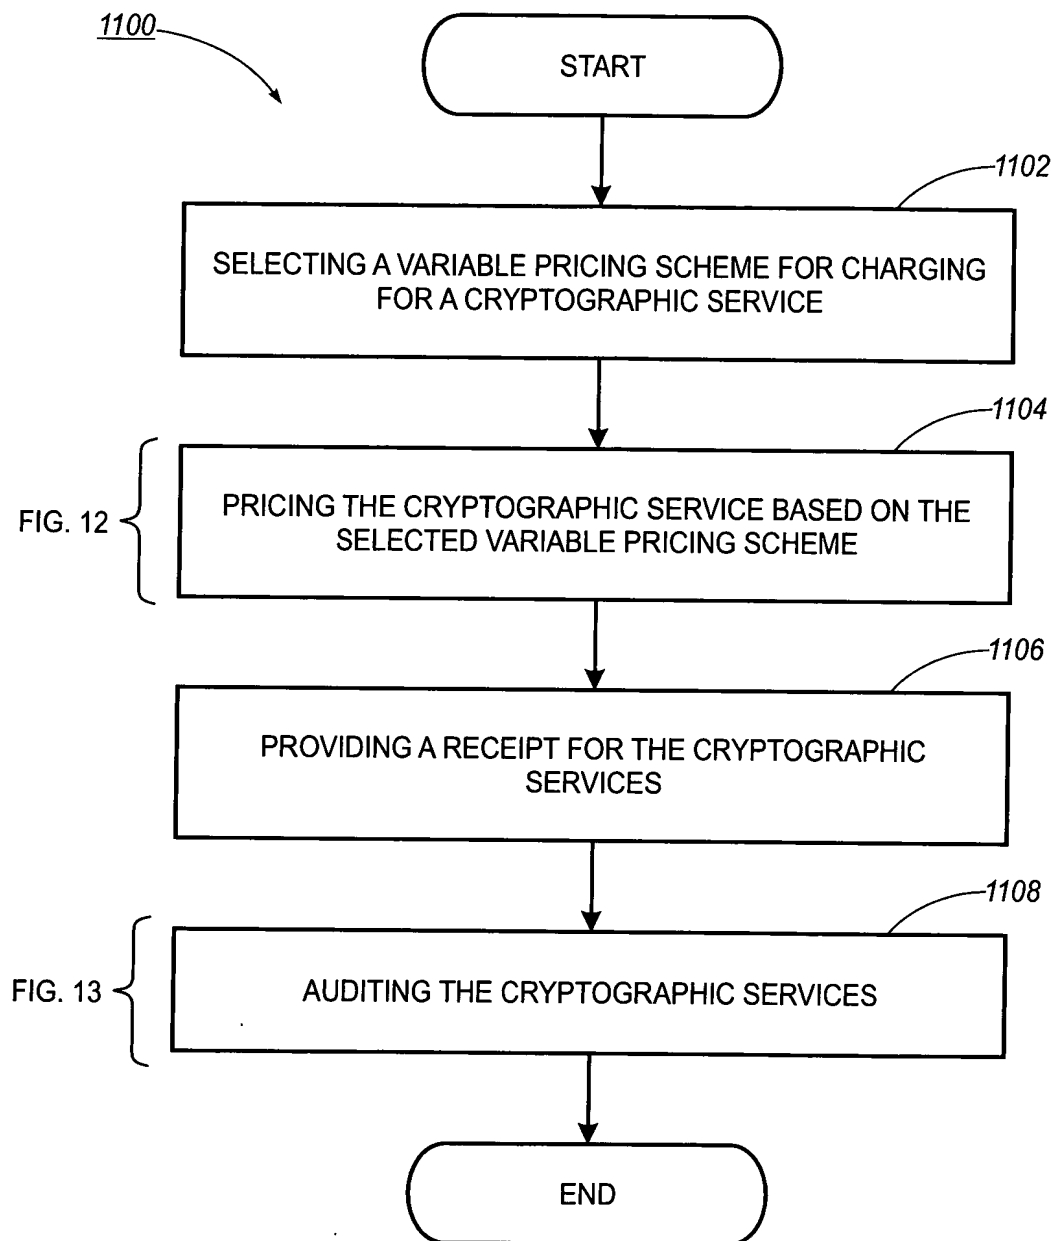 1100
START
1102
SELECTING A VARIABLE PRICING SCHEME FOR CHARGING
FOR A CRYPTOGRAPHIC SERVICE
1104
FIG. 12
PRICING THE CRYPTOGRAPHIC SERVICE BASED ON THE
SELECTED VARIABLE PRICING SCHEME
1106
PROVIDING A RECEIPT FOR THE CRYPTOGRAPHIC
SERVICES
1108
FIG. 13
AUDITING THE CRYPTOGRAPHIC SERVICES
END